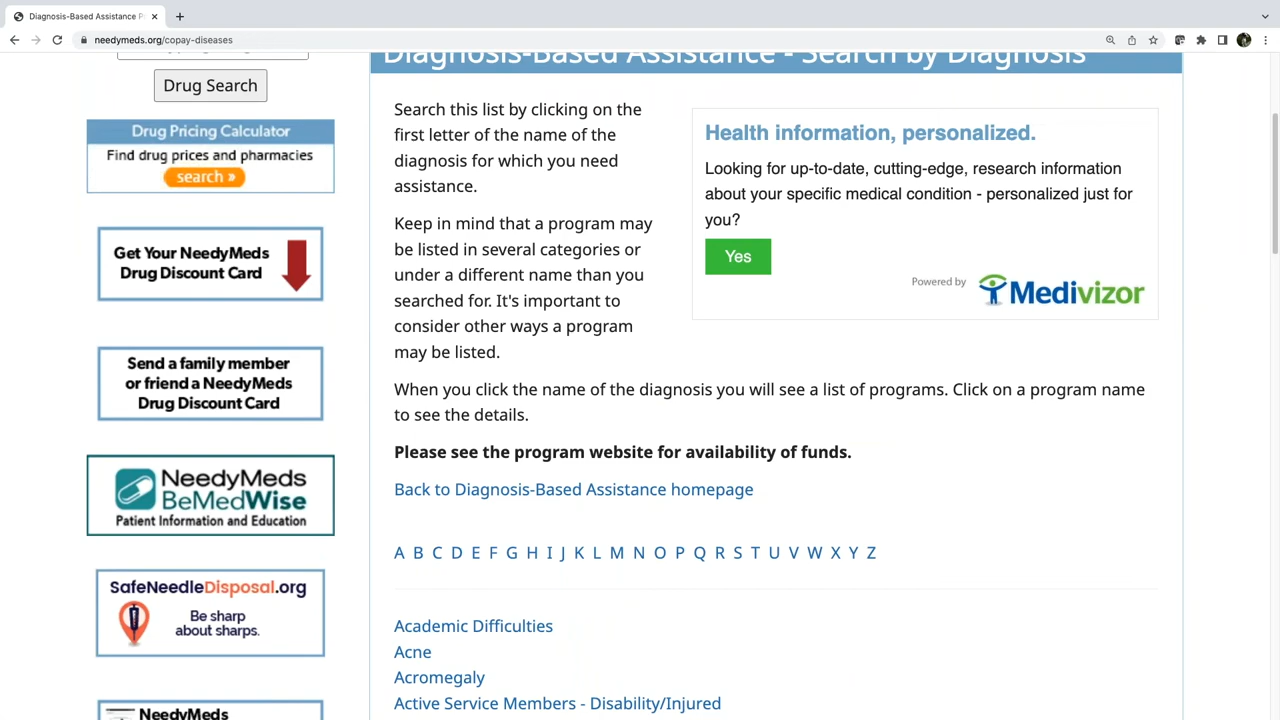 Diagnosis-Based Assistance P
needymeds.org/copay-diseases
Drug Search
Drug Pricing Calculator
Find drug prices and pharmacies
search »
Get Your NeedyMeds
Drug Discount Card
Send a family member
or friend a NeedyMeds
Drug Discount Card
NeedyMeds
BeMedWise
Patient Information and Education
SafeNeedleDisposal.org
Be sharp
about sharps.
NeedyMeds
Diagnosis-Based Assistance - Search by Diagnosis
Search this list by clicking on the
first letter of the name of the
diagnosis for which you need
assistance.
Keep in mind that a program may
be listed in several categories or
under a different name than you
searched for. It's important to
consider other ways a program
may be listed.
Health information, personalized.
Looking for up-to-date, cutting-edge, research information
about your specific medical condition - personalized just for
you?
Yes
Powered by
Medivizor
When you click the name of the diagnosis you will see a list of programs. Click on a program name
to see the details.
Please see the program website for availability of funds.
Back to Diagnosis-Based Assistance homepage
A B C D E F G H I J K L M N O P Q R S T U V W X Y Z
Academic Difficulties
Acne
Acromegaly
Active Service Members - Disability/Injured